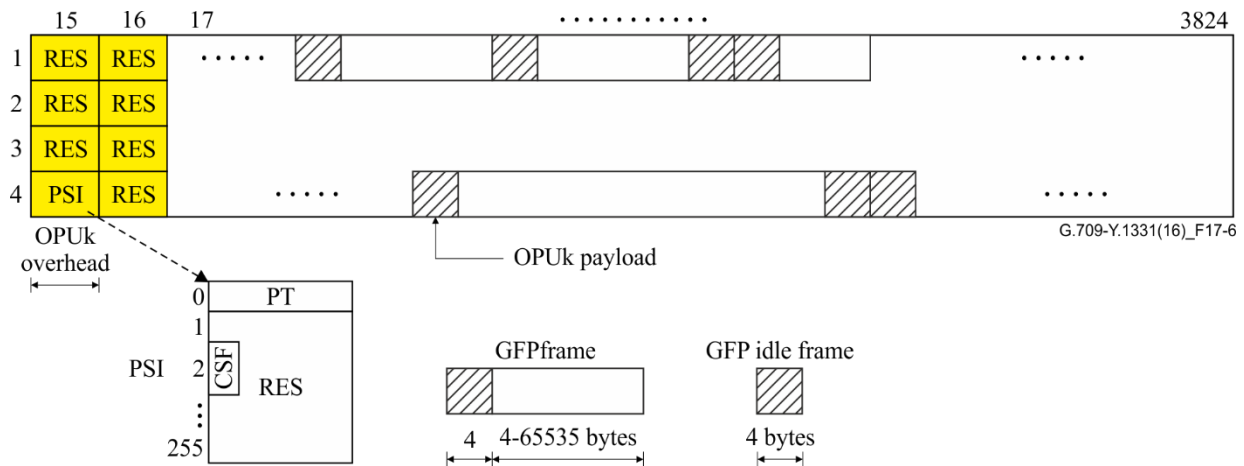 15 16 17 ........... 3824
1 RES RES ..... .....
2 RES RES
3 RES RES
4 PSI RES ..... .....
G.709-Y.1331(16)_F17-6
OPUk
overhead
OPUk payload
0 PT
1
PSI 2 CSF RES
255
GFPframe
4 4-65535 bytes
GFP idle frame
4 bytes